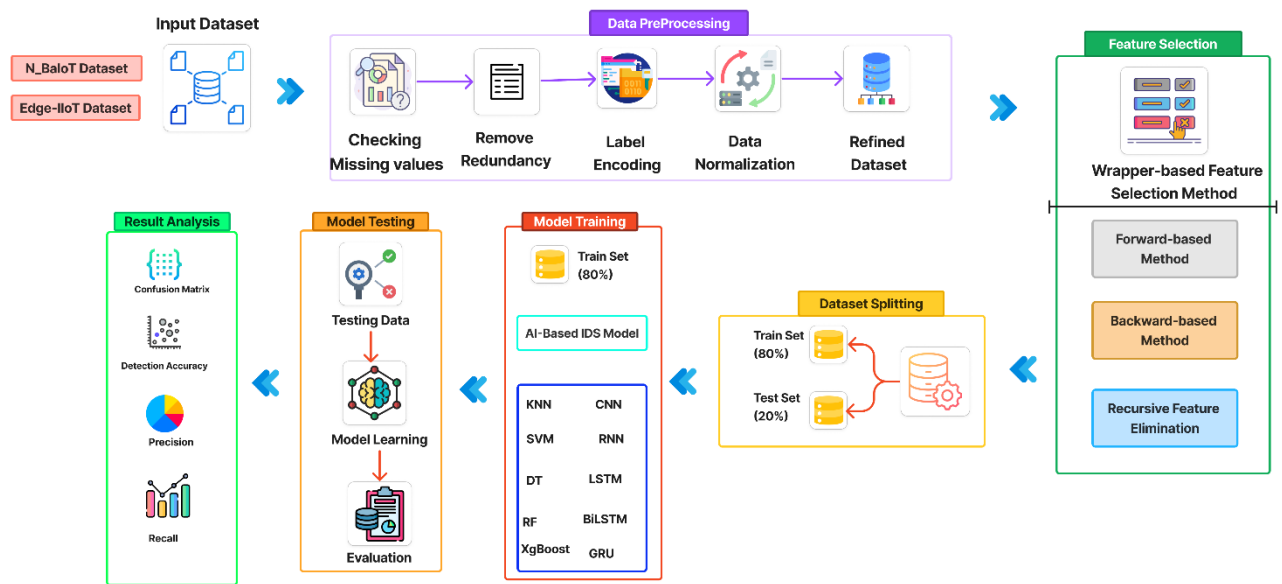 Input Dataset
N_BaIoT Dataset
Edge-IIoT Dataset
Data PreProcessing
Checking
Missing values
Remove
Redundancy
Label
Encoding
Data
Normalization
Refined
Dataset
Feature Selection
Wrapper-based Feature
Selection Method
Forward-based
Method
Backward-based
Method
Recursive Feature
Elimination
Dataset Splitting
Train Set
(80%)
Test Set
(20%)
Model Training
Train Set
(80%)
AI-Based IDS Model
KNN
CNN
SVM
RNN
DT
LSTM
RF
BiLSTM
XgBoost
GRU
Model Testing
Testing Data
Model Learning
Evaluation
Result Analysis
Confusion Matrix
Detection Accuracy
Precision
Recall